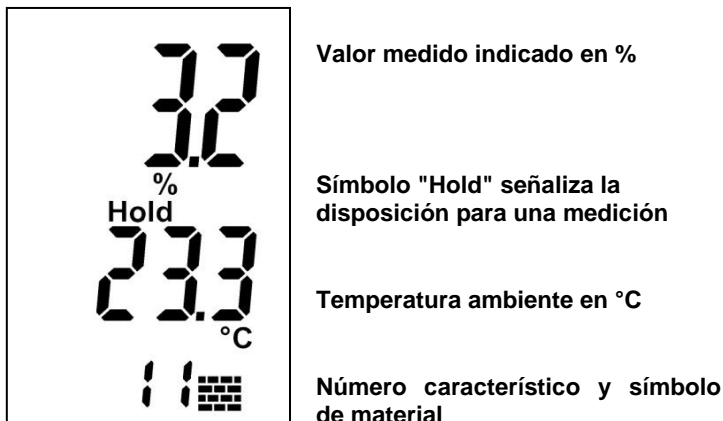 3.2
Valor medido indicado en %
%
Hold
Símbolo "Hold" señaliza la
disposición para una medición
23.3
°C
Temperatura ambiente en °C
11
Número característico y símbolo
de material